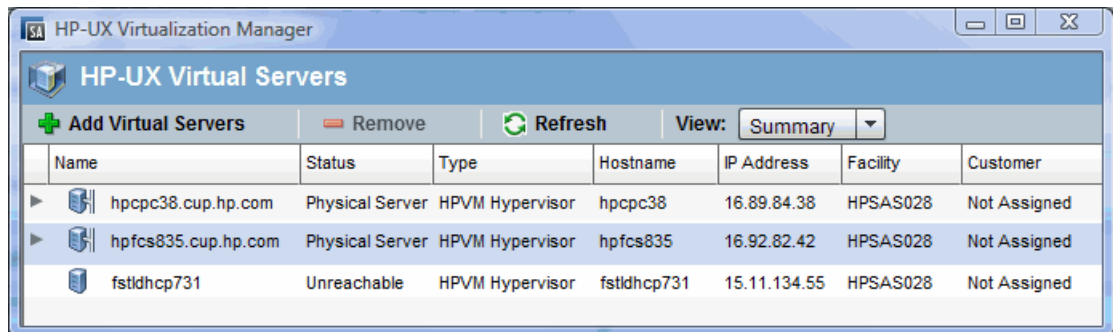 SA HP-UX Virtualization Manager
HP-UX Virtual Servers
Add Virtual Servers Remove Refresh View: Summary
Name Status Type Hostname IP Address Facility Customer
hpcpc38.cup.hp.com Physical Server HPVM Hypervisor hpcpc38 16.89.84.38 HPSAS028 Not Assigned
hpfcs835.cup.hp.com Physical Server HPVM Hypervisor hpfcs835 16.92.82.42 HPSAS028 Not Assigned
fstldhcp731 Unreachable HPVM Hypervisor fstldhcp731 15.11.134.55 HPSAS028 Not Assigned